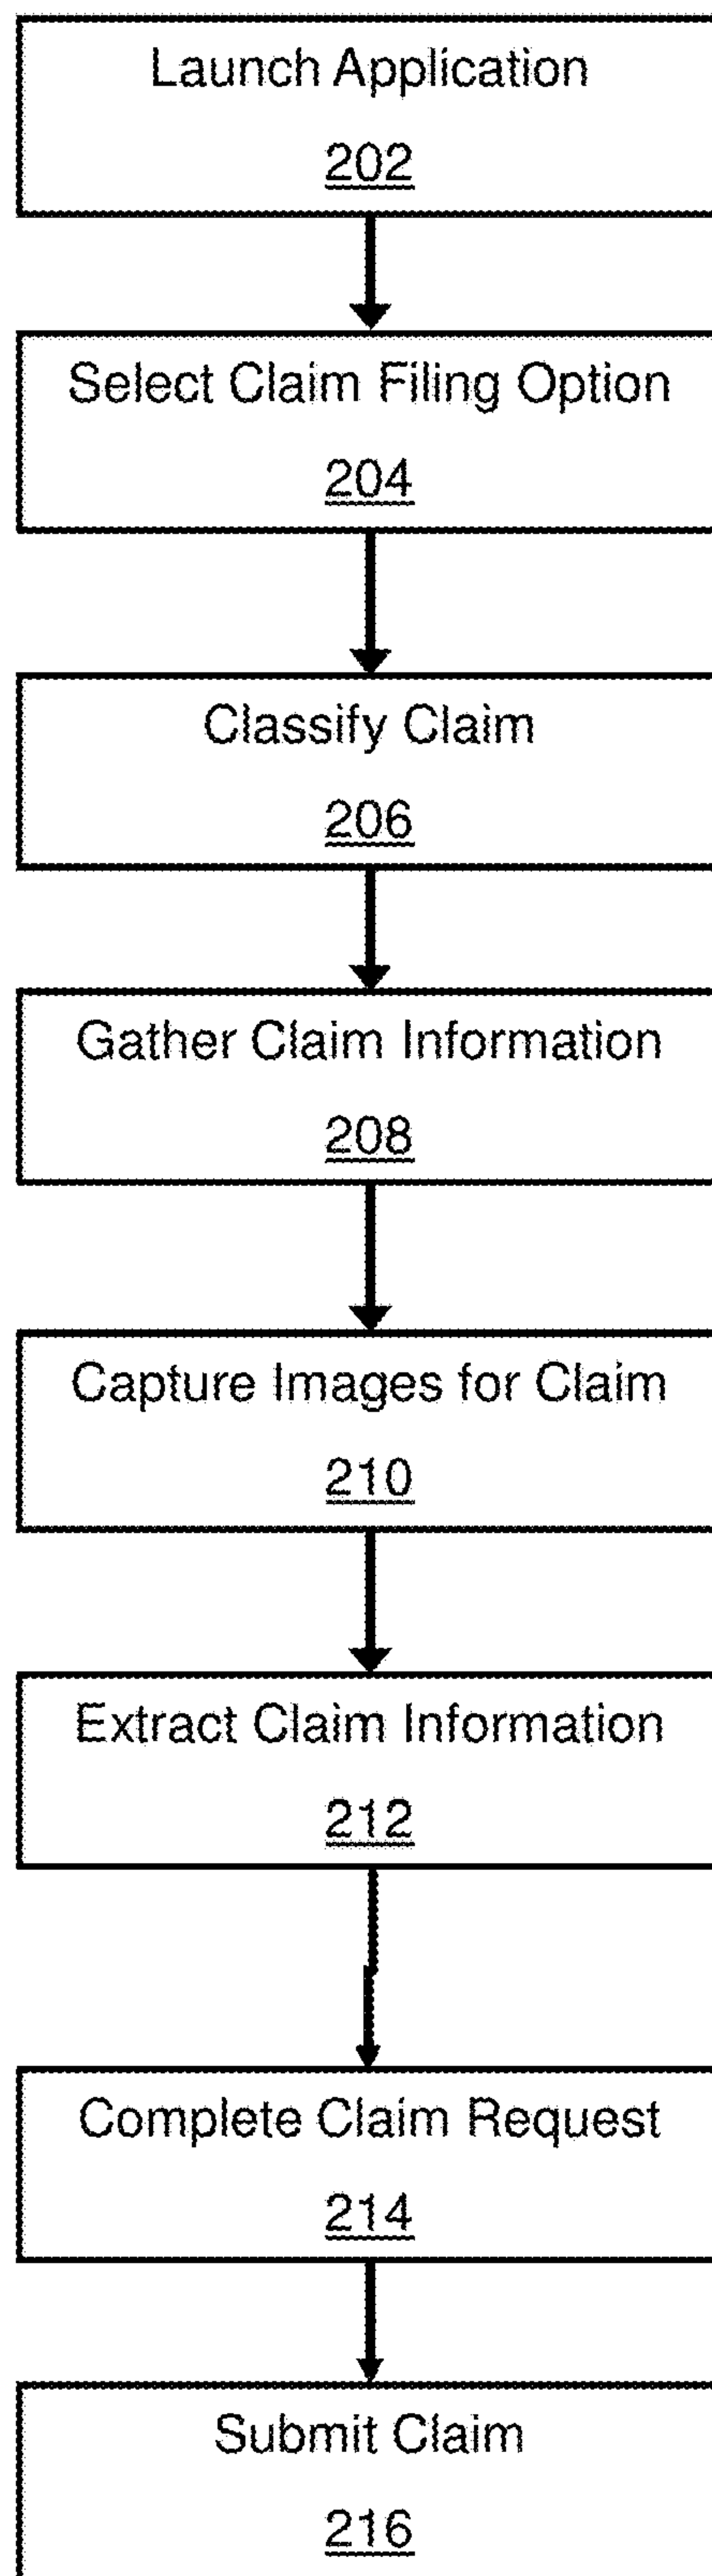 Launch Application
202
Select Claim Filing Option
204
Classify Claim
206
Gather Claim Information
208
Capture Images for Claim
210
Extract Claim Information
212
Complete Claim Request
214
Submit Claim
216